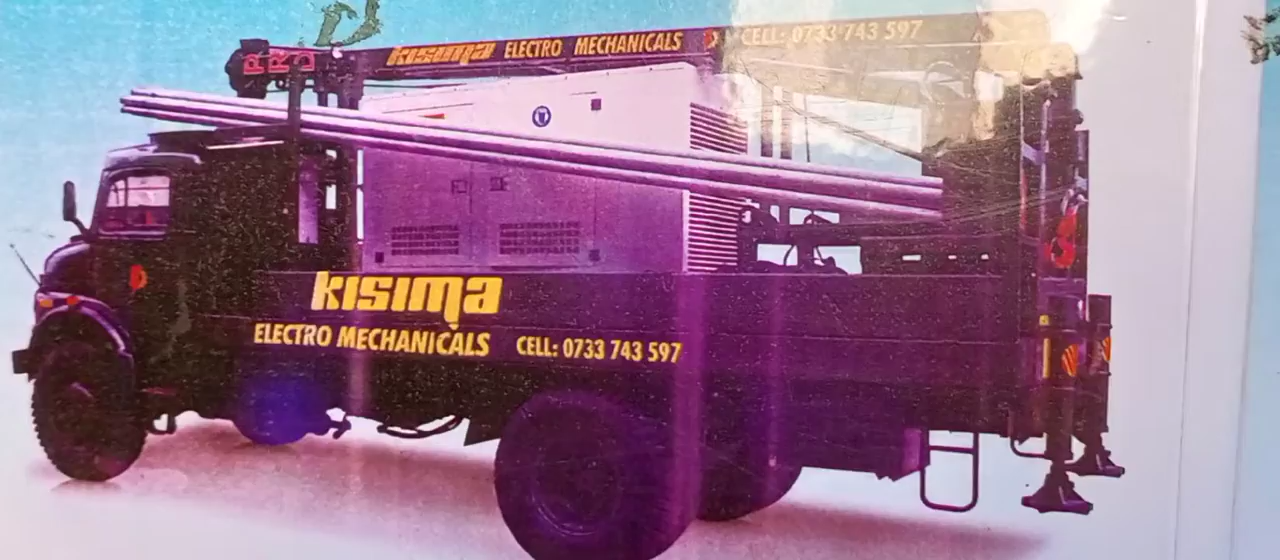 kisima ELECTRO MECHANICALS CELL: 0733 743 597
kisima
ELECTRO MECHANICALS CELL: 0733 743 597